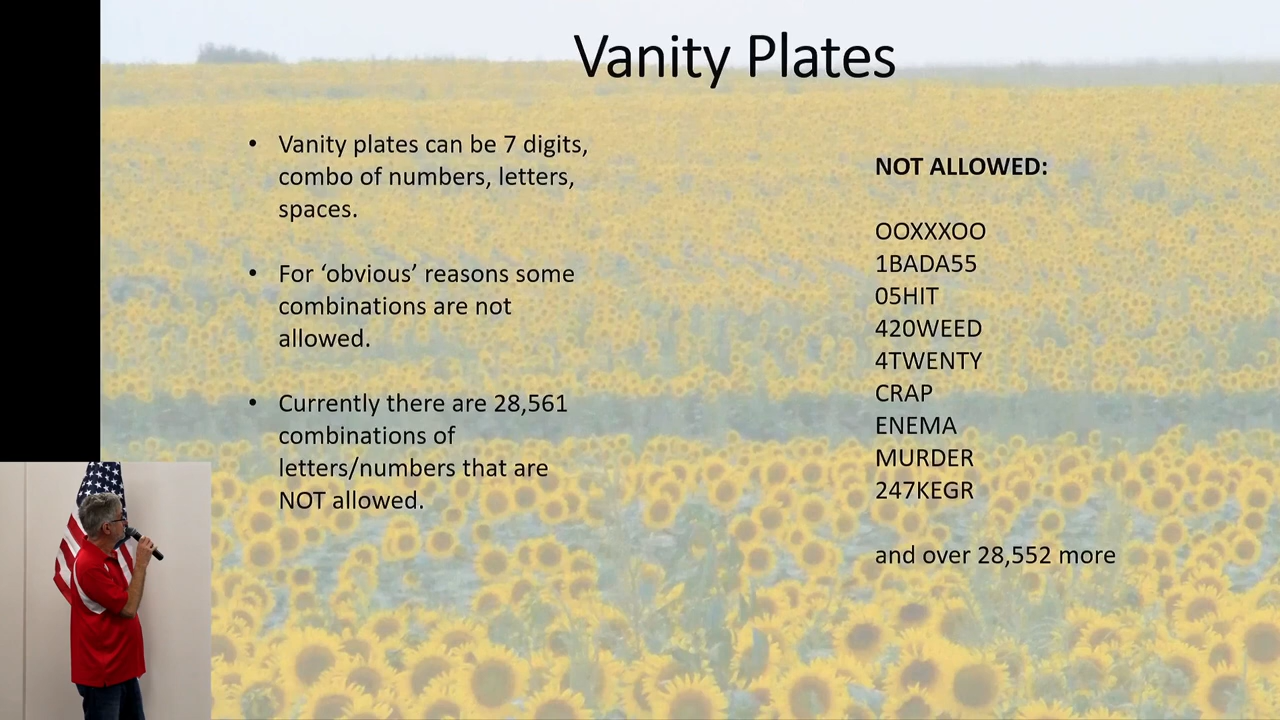 Vanity Plates
• Vanity plates can be 7 digits,
combo of numbers, letters,
spaces.
• For ‘obvious’ reasons some
combinations are not
allowed.
• Currently there are 28,561
combinations of
letters/numbers that are
NOT allowed.
NOT ALLOWED:
OOXXXOO
1BADA55
05HIT
420WEED
4TWENTY
CRAP
ENEMA
MURDER
247KEGR
and over 28,552 more